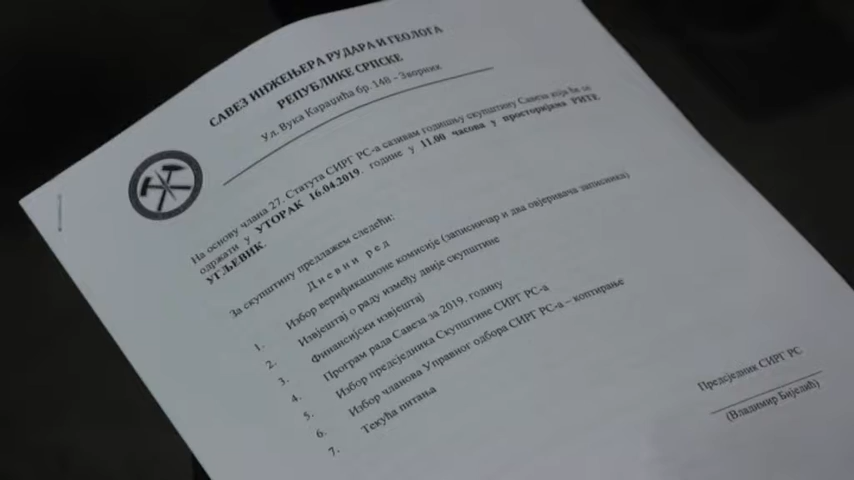 САВЕЗ ИНЖЕЊЕРА РУДАРА И ГЕОЛОГА
РЕПУБЛИКЕ СРПСКЕ
Ул. Вука Караџића бр. 148 – Зворник
На основу члана 27. Статута СИРГ РС-а сазивам годишњу скупштину Савеза која ће се
одржати у УТОРАК 16.04.2019. године у 11.00 часова у просторијама РИТЕ
УГЉЕВИК.
За скупштину предлажем следећи:
Дневни ред
1. Избор верификационе комисије (записничар и два овјеривача записника)
2. Извјештај о раду између двије скупштине
3. Финансијски извјештај
4. Програм рада Савеза за 2019. годину
5. Избор предсједника Скупштине СИРГ РС-а
6. Избор чланова Управног одбора СИРГ РС-а – коптирање
7. Текућа питања
Предсједник СИРГ РС
(Владимир Бијелић)